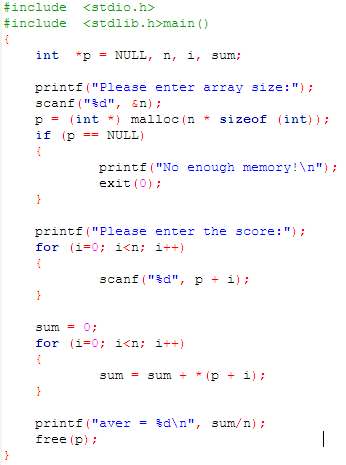 #include  <stdio.h>
#include  <stdlib.h>main()
{
    int  *p = NULL, n, i, sum;
    printf("Please enter array size:");
    scanf("%d", &n);
    p = (int *) malloc(n * sizeof (int));
    if (p == NULL)
    {
            printf("No enough memory!\n");
            exit(0);
    }
    printf("Please enter the score:");
    for (i=0; i<n; i++)
    {
            scanf("%d", p + i);
    }
    sum = 0;
    for (i=0; i<n; i++)
    {
            sum = sum + *(p + i);
    }
    printf("aver = %d\n", sum/n);
    free(p);
}